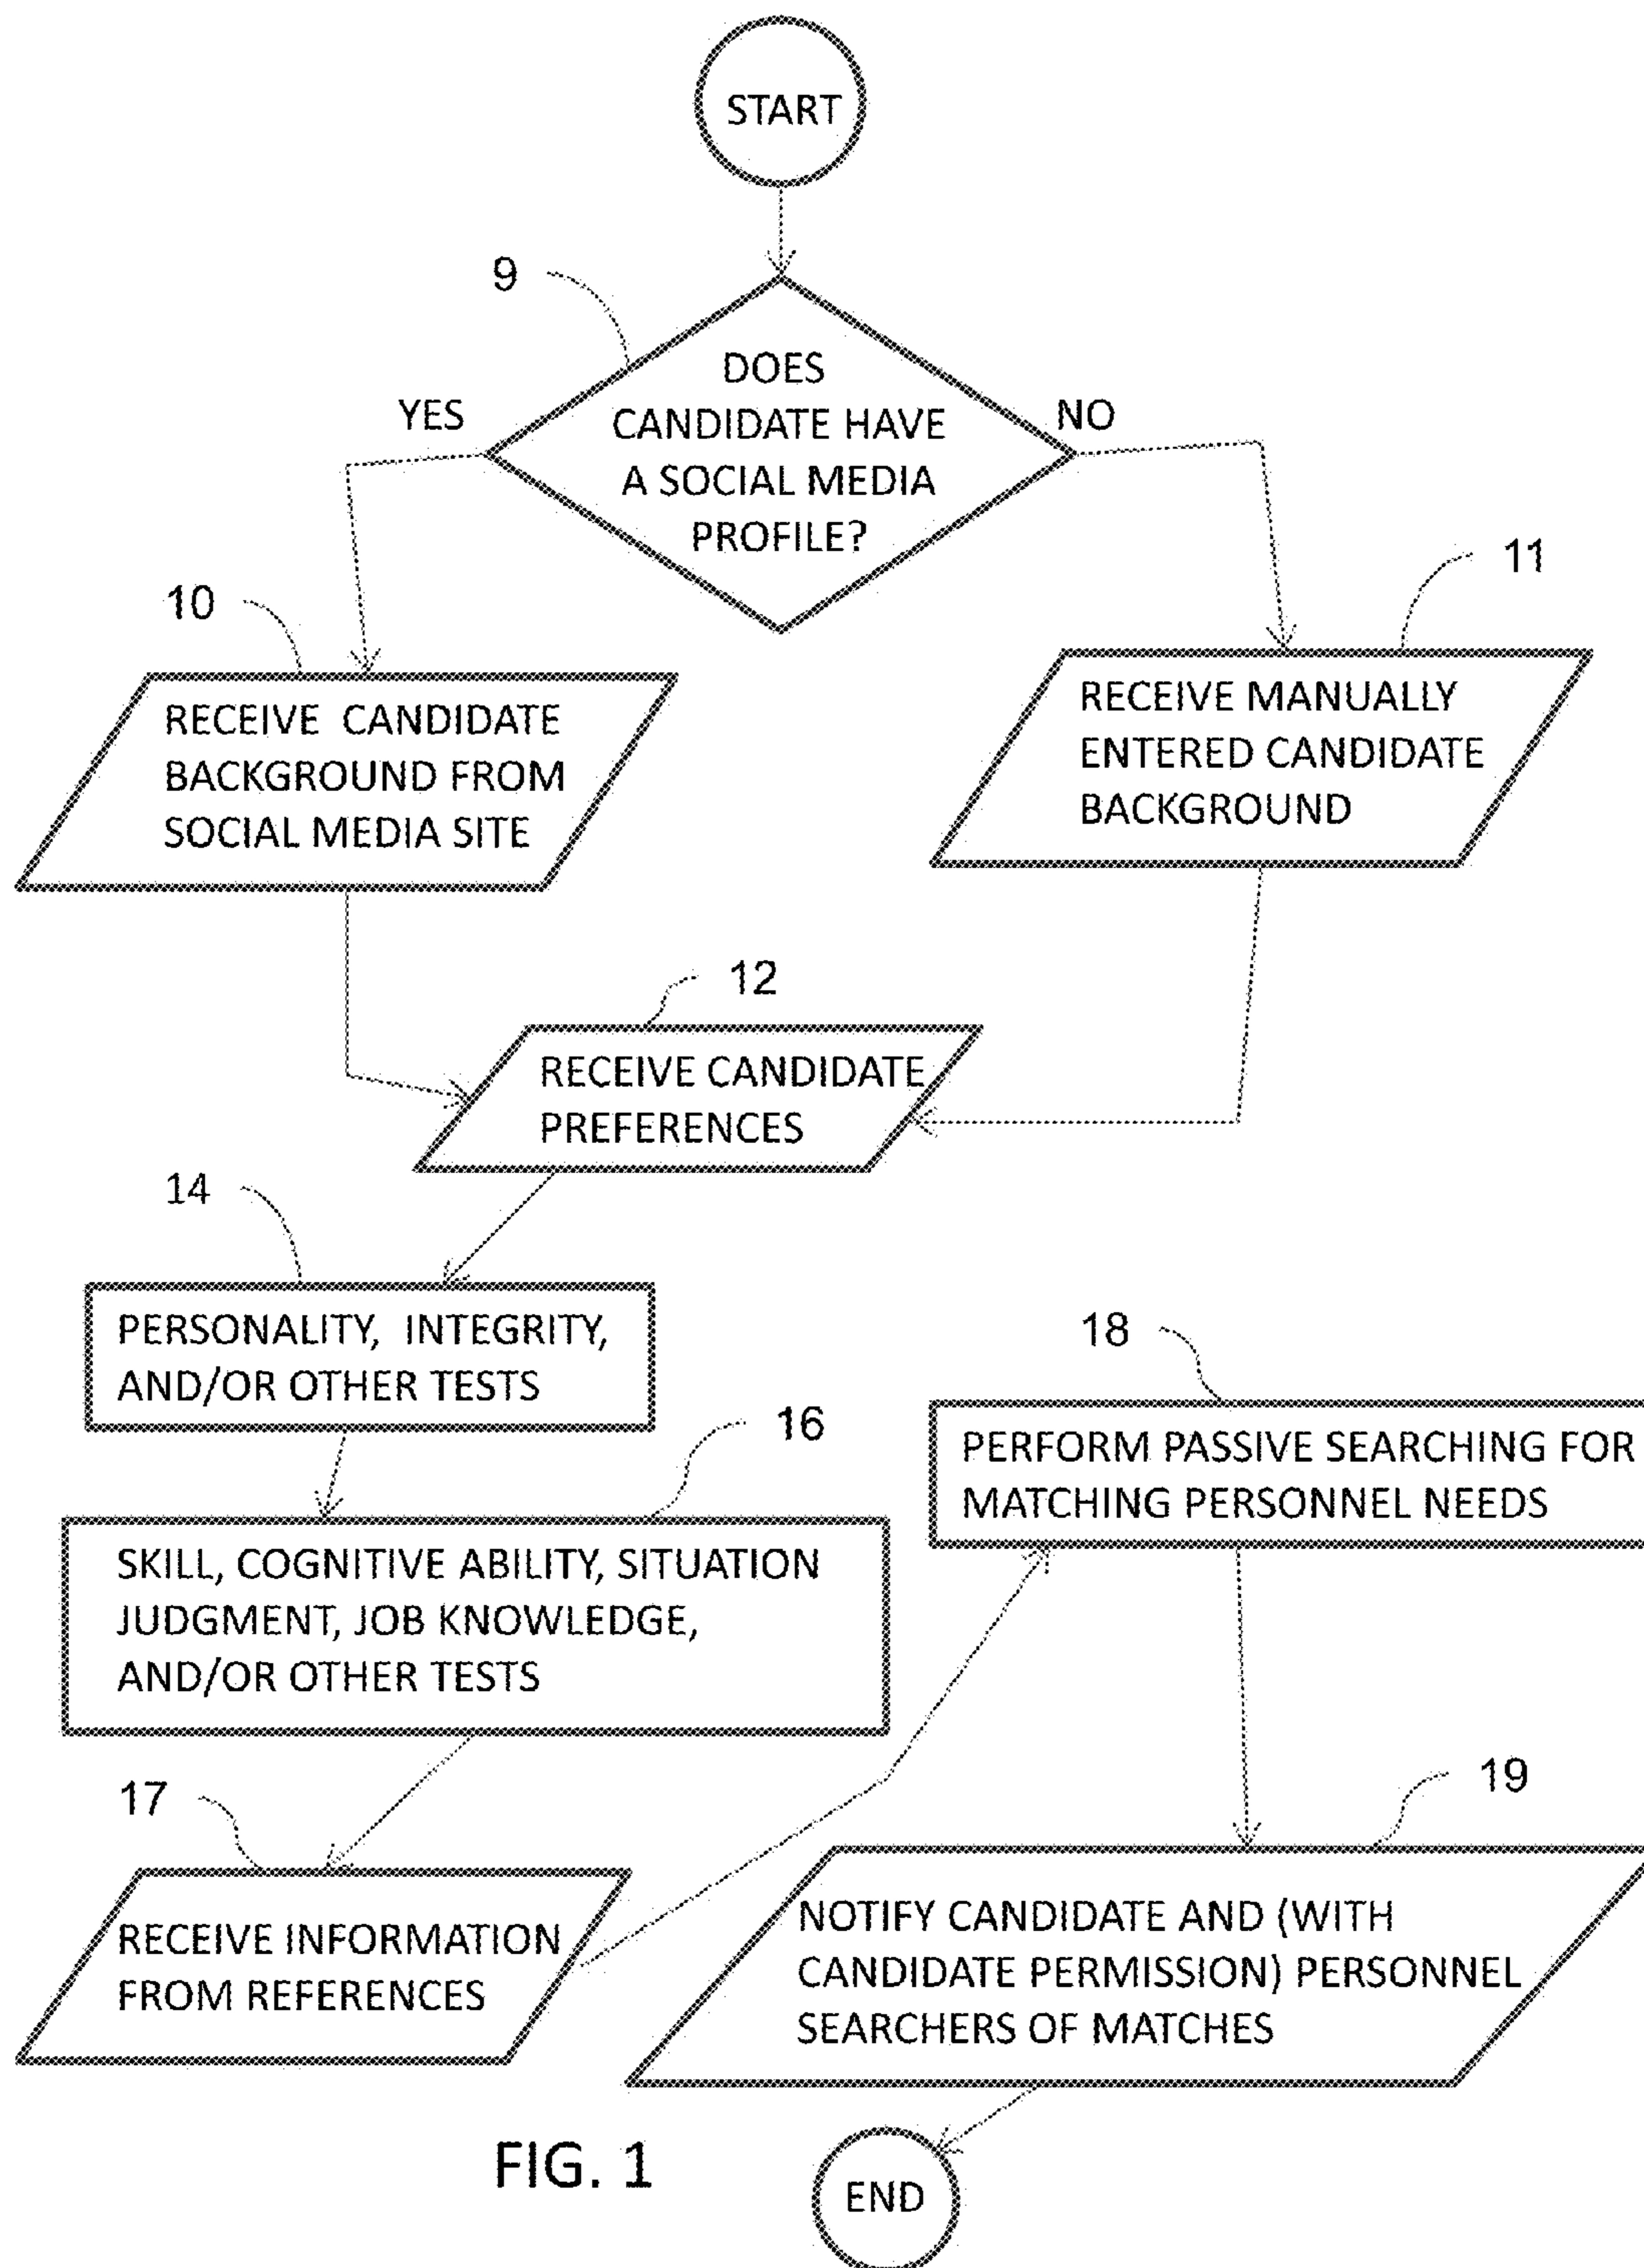 START
9
DOES
CANDIDATE HAVE
A SOCIAL MEDIA
PROFILE?
YES
NO
10
11
RECEIVE CANDIDATE
BACKGROUND FROM
SOCIAL MEDIA SITE
RECEIVE MANUALLY
ENTERED CANDIDATE
BACKGROUND
12
RECEIVE CANDIDATE
PREFERENCES
14
PERSONALITY, INTEGRITY,
AND/OR OTHER TESTS
16
SKILL, COGNITIVE ABILITY, SITUATION
JUDGMENT, JOB KNOWLEDGE,
AND/OR OTHER TESTS
17
RECEIVE INFORMATION
FROM REFERENCES
18
PERFORM PASSIVE SEARCHING FOR
MATCHING PERSONNEL NEEDS
19
NOTIFY CANDIDATE AND (WITH
CANDIDATE PERMISSION) PERSONNEL
SEARCHERS OF MATCHES
END
FIG. 1